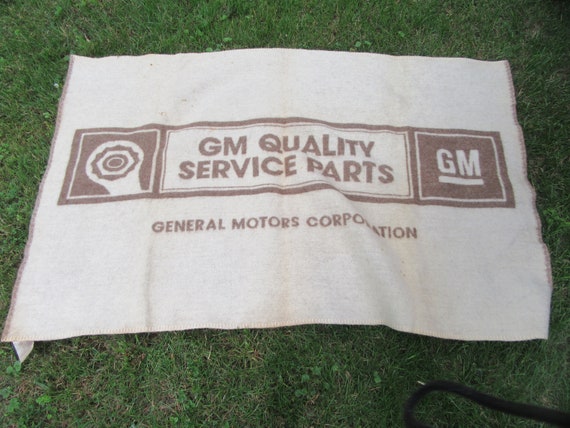 GM QUALITY
SERVICE PARTS
GM
GENERAL MOTORS CORPORATION